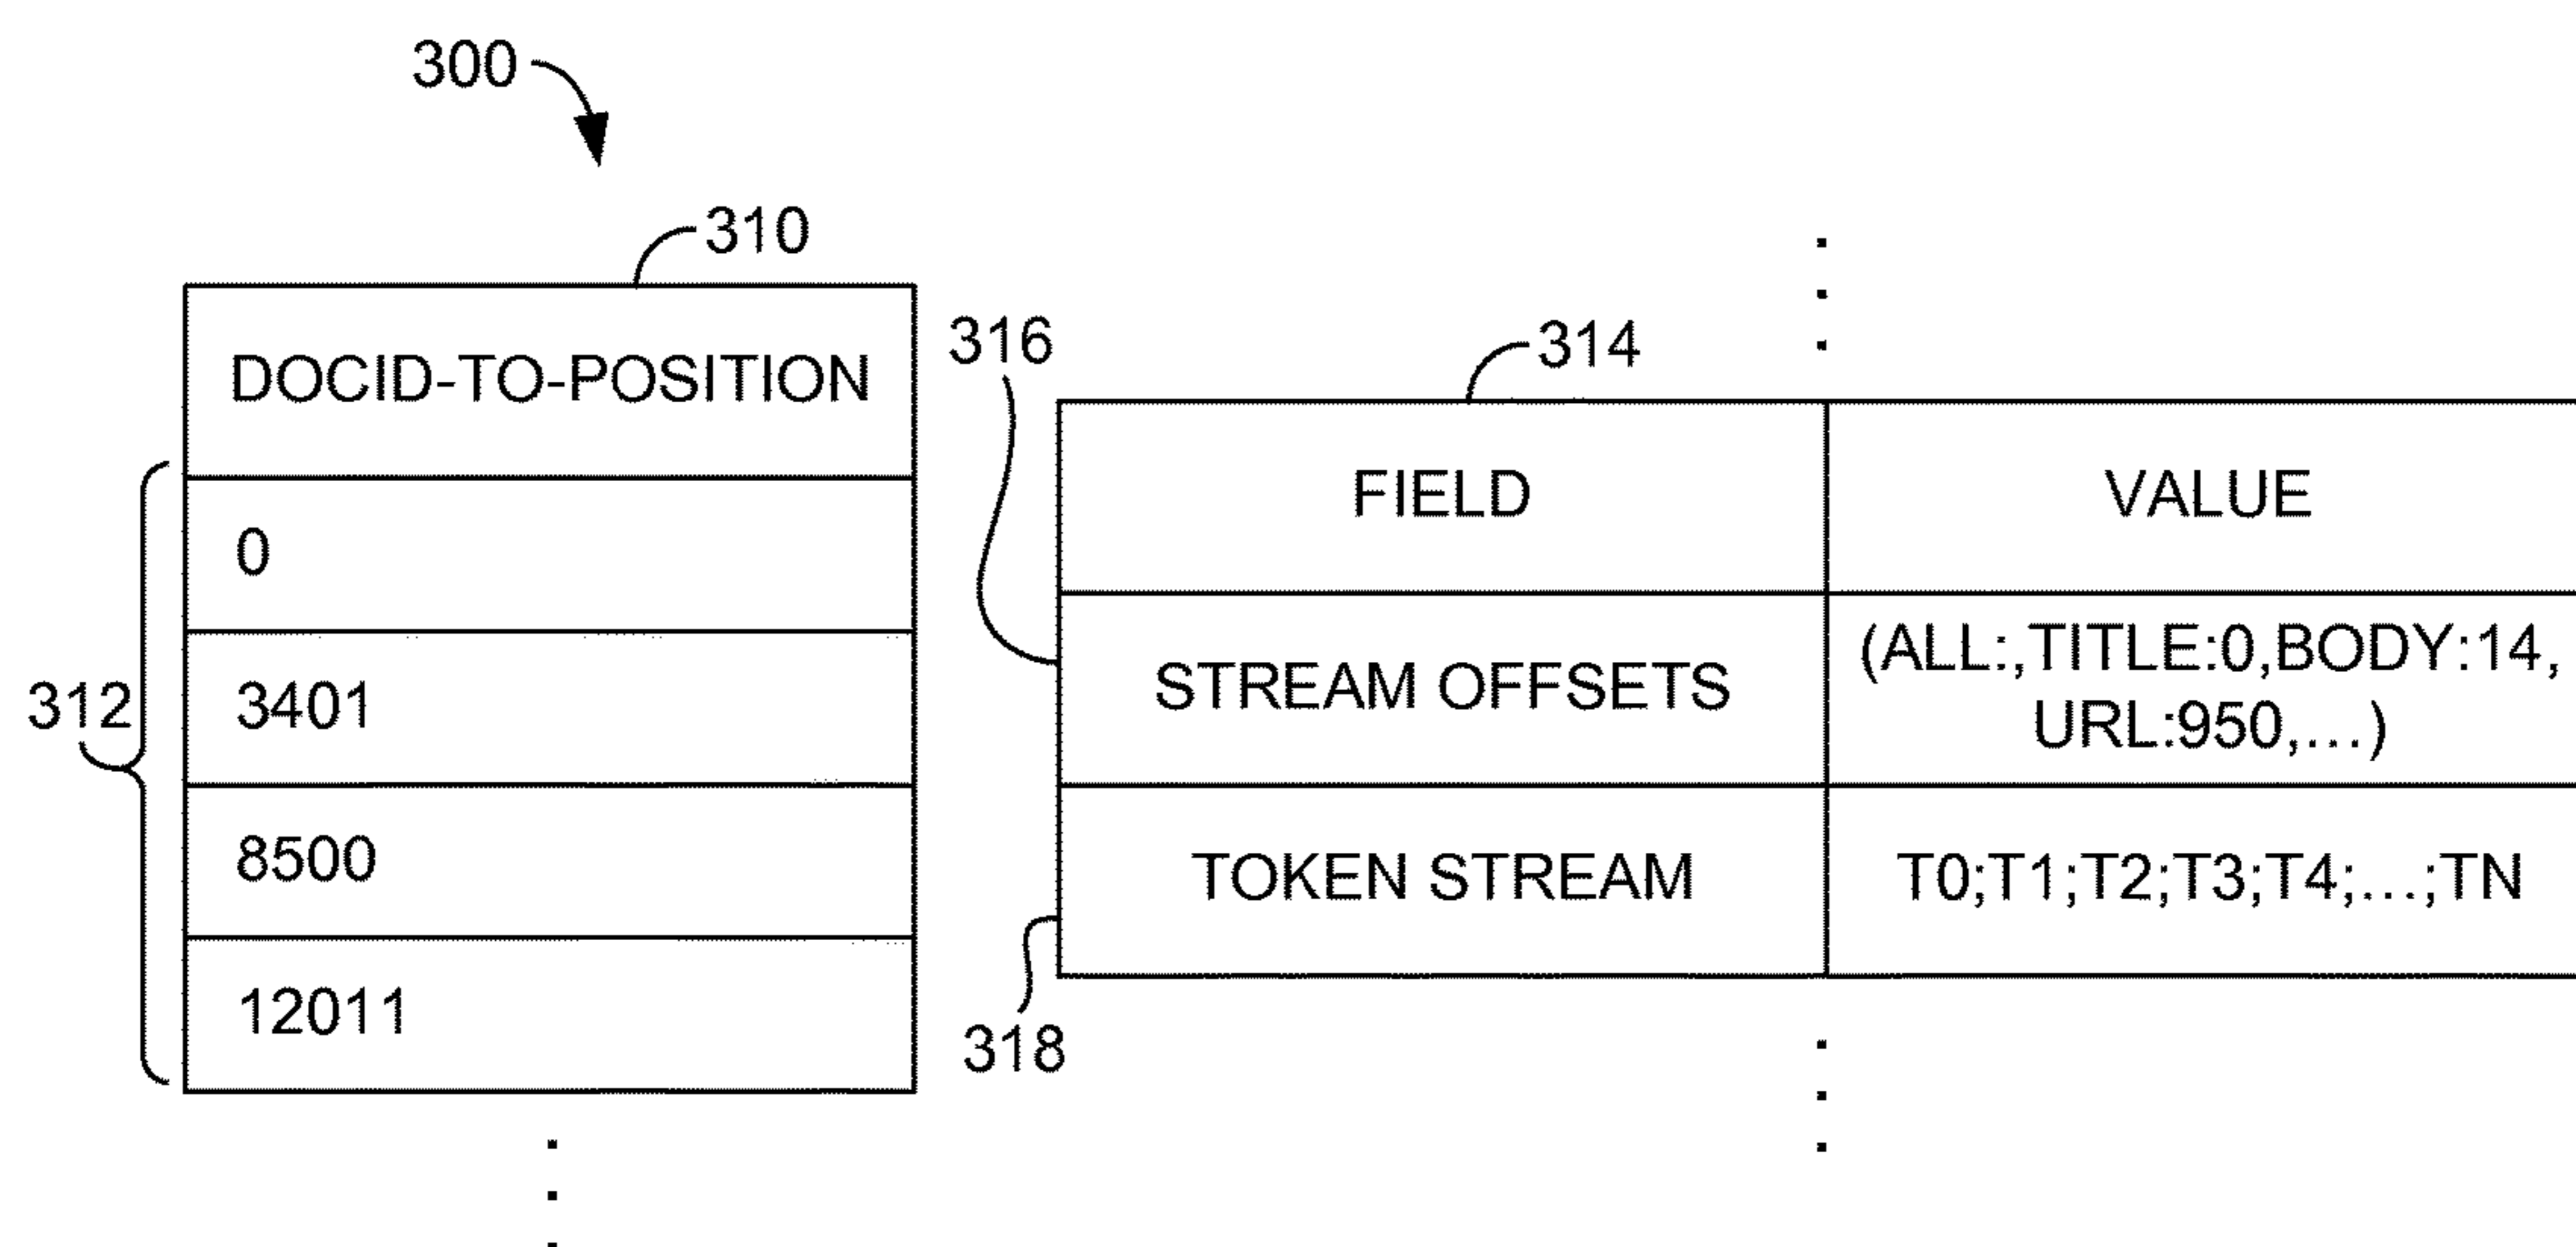 300
310
DOCID-TO-POSITION
0
3401
8500
12011
312
316
314
FIELD
VALUE
STREAM OFFSETS
(ALL:,TITLE:0,BODY:14,
URL:950,...)
TOKEN STREAM
T0;T1;T2;T3;T4;...;TN
318